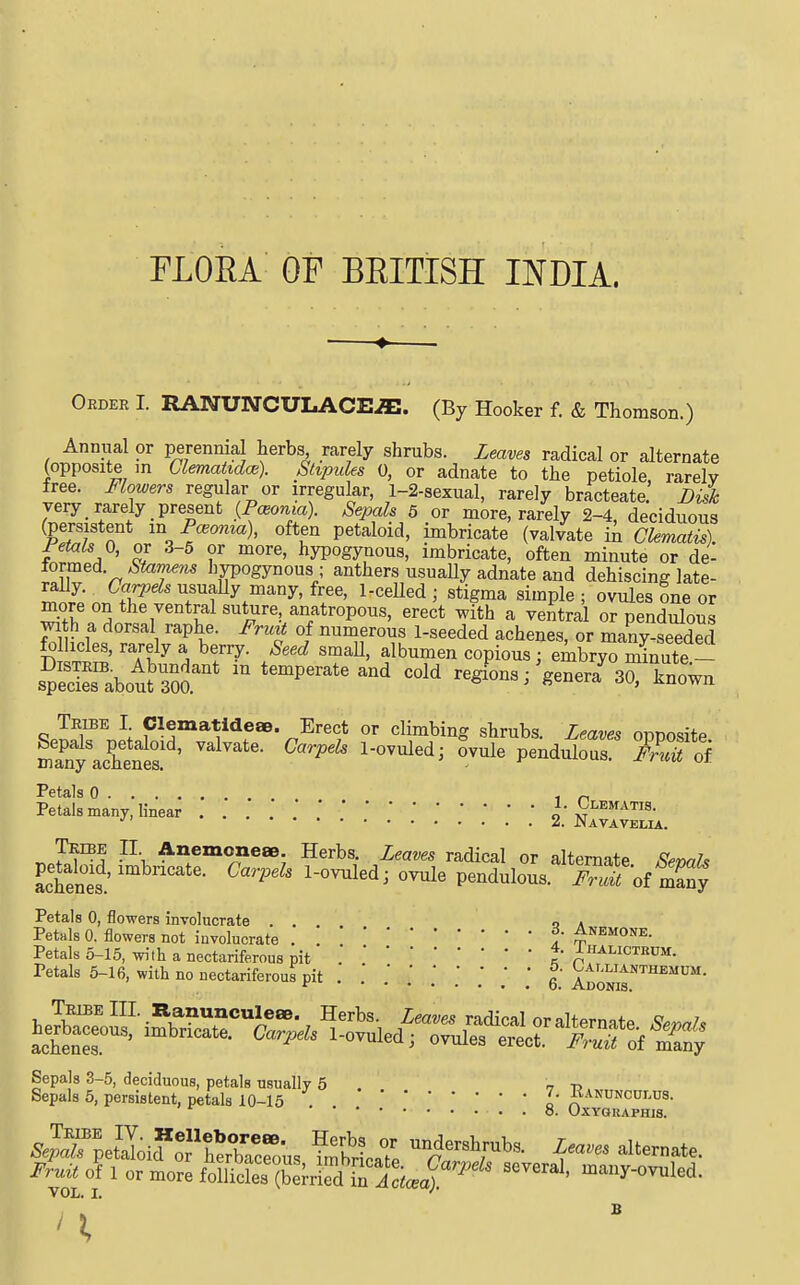 FLORA OF BRITISH INDIA.
ORDER I. RANUNCULACEÆ. (By Hooker f. & Thomson.)
Annual or perennial herbs, rarely shrubs. Leaves radical or alternate
(opposite in Clematidæ). Stipules 0, or adnate to the petiole, rarely
free. Flowers regular or irregular, 1-2-sexual, rarely bracteate. Disk
very rarely present (Pæonia). Sepals 5 or more, rarely 2-4, deciduous
(persistent in Pæonia), often petaloid, imbricate (valvate in Clematis).
Petals 0, or 3-5 or more, hypogynous, imbricate, often minute or de-
formed. Stamens hypogynous; anthers usually adnate and dehiscing late-
rally. Carpels usually many, free, 1-celled; stigma simple; ovules one or
more on the ventral suture, anatropous, erect with a ventral or pendulous
with a dorsal raphe. Fruit of numerous 1-seeded achenes, or many-seeded
follicles, rarely a berry. Seed small, albumen copious; embryo minute.—
DISTRIB. Abundant in temperate and cold regions; genera 30, known
species about 300.
TRIBE I. Clematideæ. Erect or climbing shrubs. Leaves opposite.
Sepals petaloid, valvate. Carpels 1-ovuled; ovule pendulous. Fruit of
many achenes.
Petals 0 . . . . . . . . . . . . . . . . 1. CLEMATIS.
Petals many, linear . . . . . . . . . . . . 2. NAVAVELIA.
TRIBE II. Anemoneæ. Herbs. Leaves radical or alternate. Sepals
petaloid, imbricate. Carpels 1-ovuled; ovule pendulous. Fruit of many
achenes.
Petals 0, flowers involucrate . . . . . . . . . 3. ANEMONE.
Petals 0. flowers not involucrate . . . . . . . . 4. THALICTRUM.
Petals 5-15, with a nectariferous pit . . . . . . . 5. CALLIANTHEMUM.
Petals 5-16, with no nectariferous pit . . . . . . . 6. ADONIS.
TRIBE III. Ranunculeæ. Herbs. Leaves radical or alternate. Sepals
herbaceous, imbricate. Carpels 1-ovuled; ovules erect. Fruit of many
achenes.
Sepals 3-5, deciduous, petals usually 5 . . . . . . . 7. RANUNCULUS.
Sepals 5, persistent, petals 10-15 . . . . . . . . 8. OXYGRAPHIS.
TRIBE IV. Helleboreæ. Herbs or undershrubs. Leaves alternate.
Sepals petaloid or herbaceous, imbricate. Carpels several, many-ovuled.
Fruit of 1 or more follicles (berried in Actæa).
VOL. I.
B